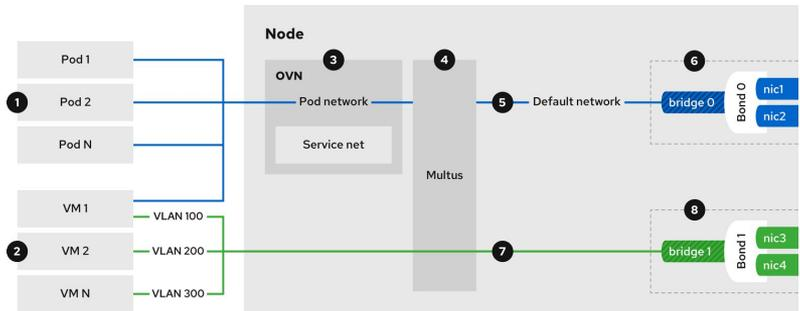 Node
3
4
6
OVN
Pod 1
1
Pod 2
Pod N
Pod network
Service net
Multus
5
Default network
bridge 0
Bond 0
nic1
nic2
VM 1
VLAN 100
2
VM 2
VLAN 200
VM N
VLAN 300
7
8
bridge 1
Bond 1
nic3
nic4